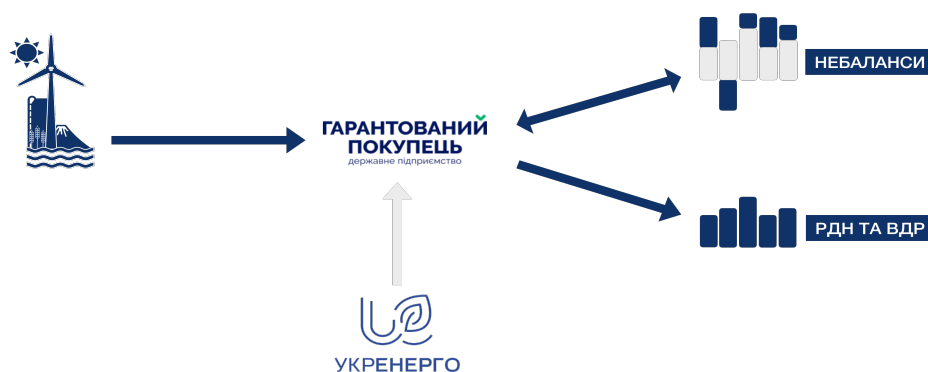 НЕБАЛАНСИ
ГАРАНТОВАНИЙ
ПОКУПЕЦЬ
державне підприємство
РДН ТА ВДР
УКРЕНЕРГО